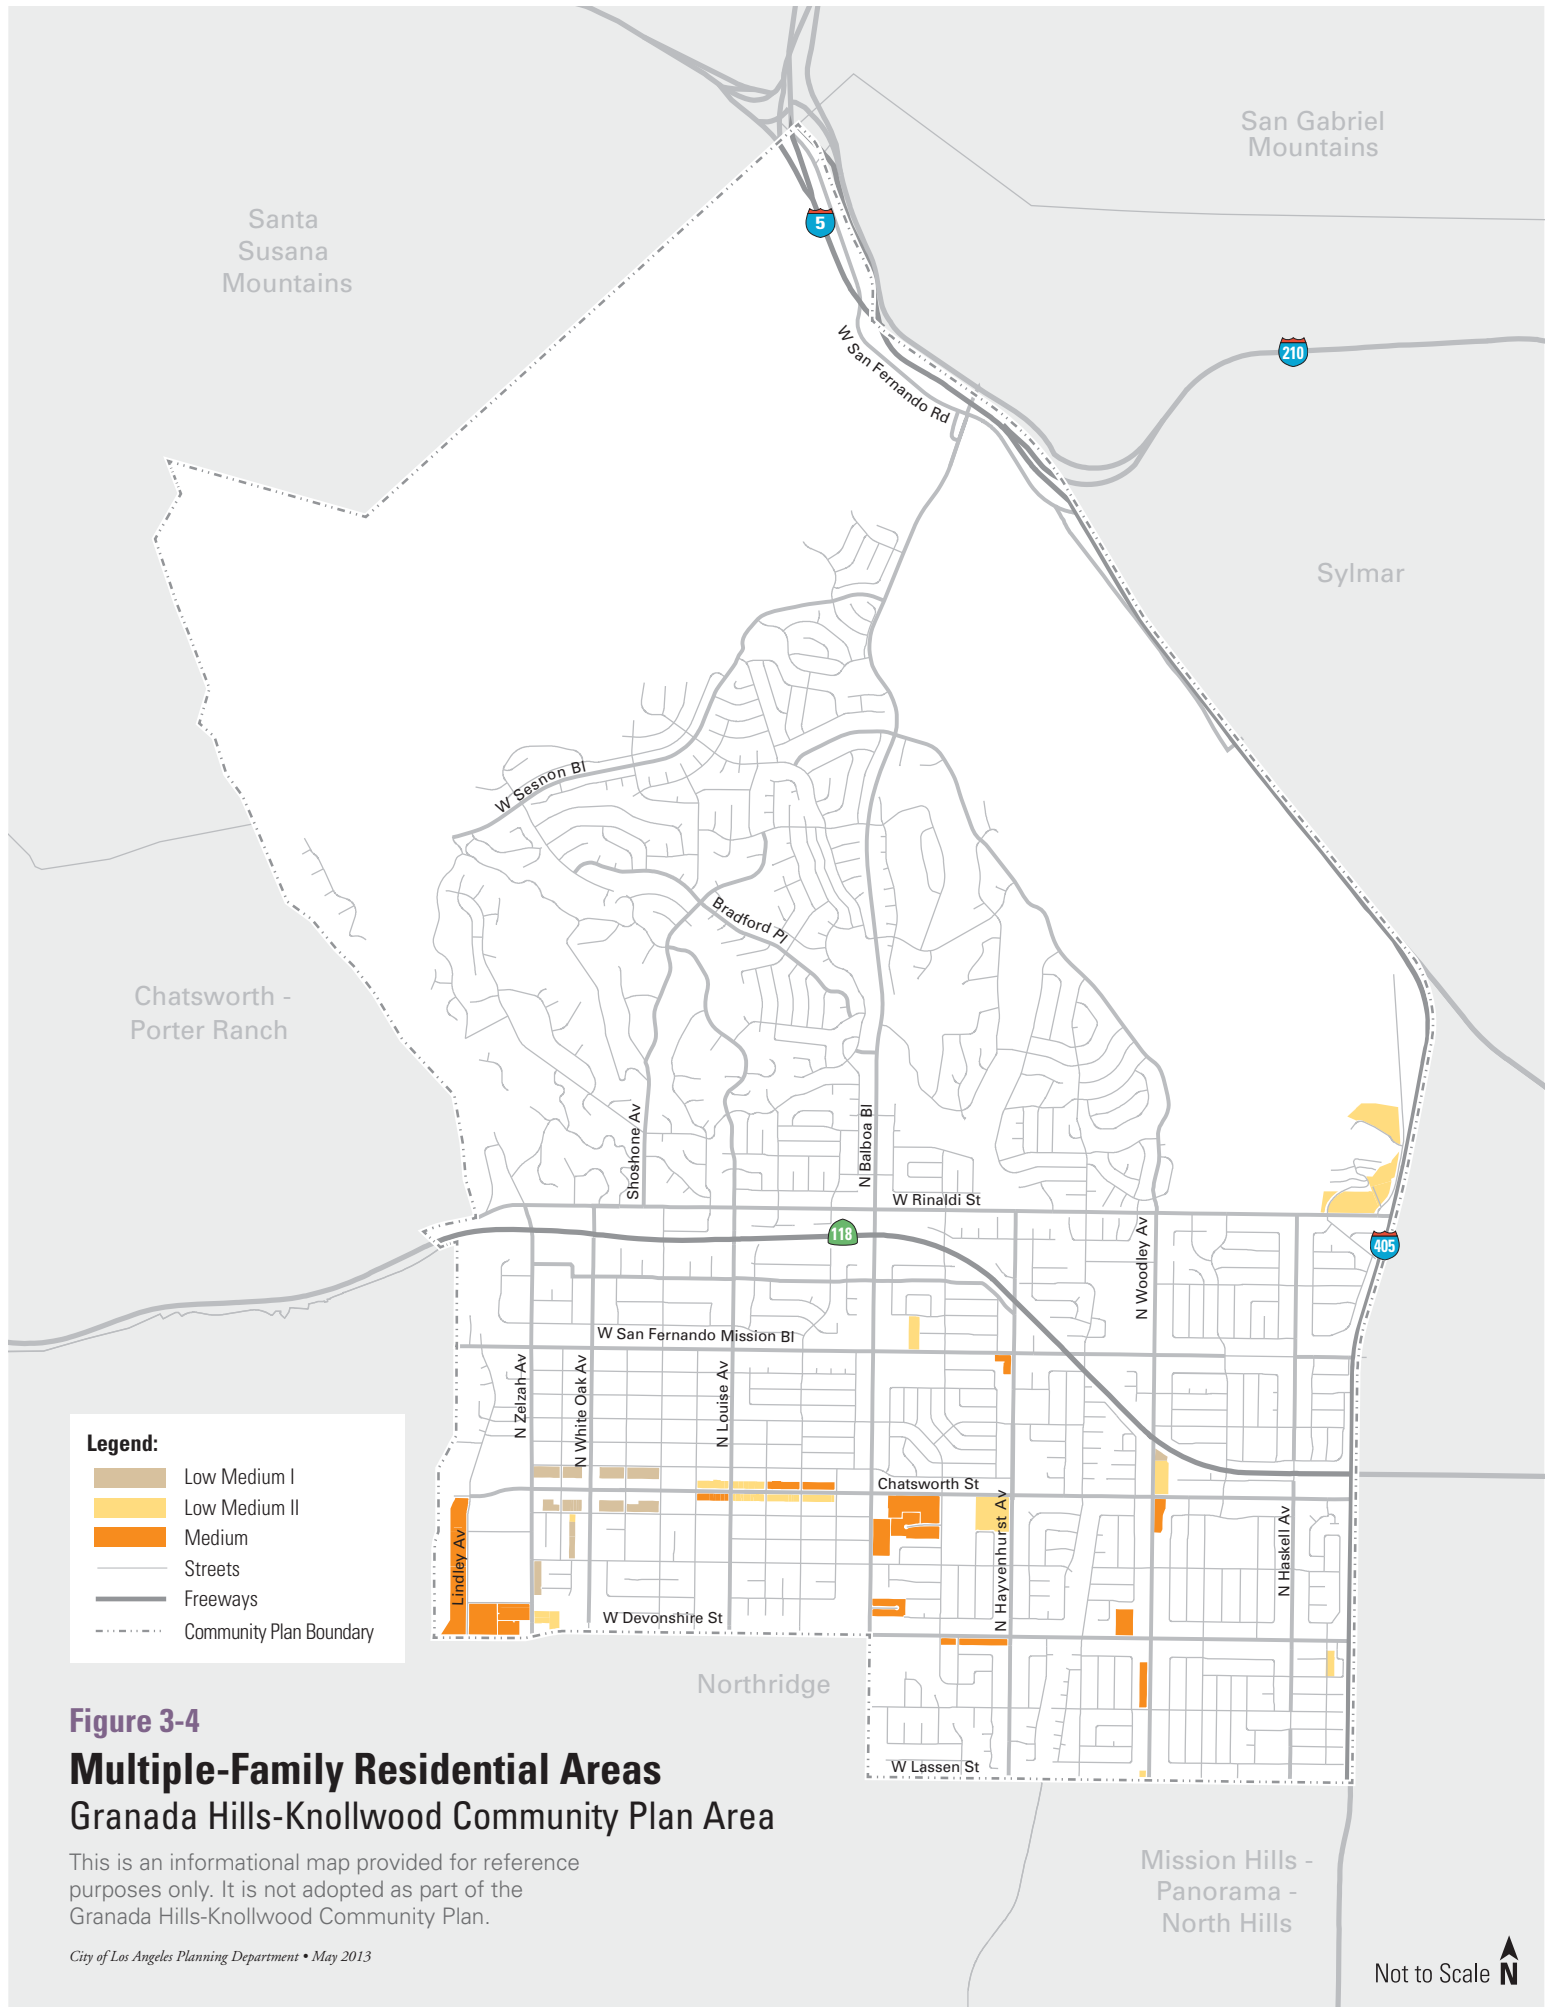 San Gabriel
Mountains
Santa
Susana
Mountains
5
W San Fernando Rd
210
Sylmar
W Sesnon Bl
Bradford Pl
Chatsworth -
Porter Ranch
Shoshone Av
N Balboa Bl
W Rinaldi St
118
N Woodley Av
405
W San Fernando Mission Bl
N Zelzah Av
N White Oak Av
N Louise Av
Chatsworth St
N Hayvenhurst Av
N Haskell Av
Lindley Av
W Devonshire St
W Lassen St
Northridge
Mission Hills -
Panorama -
North Hills
Legend:
Low Medium I
Low Medium II
Medium
Streets
Freeways
Community Plan Boundary
Figure 3-4
Multiple-Family Residential Areas
Granada Hills-Knollwood Community Plan Area
This is an informational map provided for reference
purposes only. It is not adopted as part of the
Granada Hills-Knollwood Community Plan.
City of Los Angeles Planning Department • May 2013
Not to Scale N